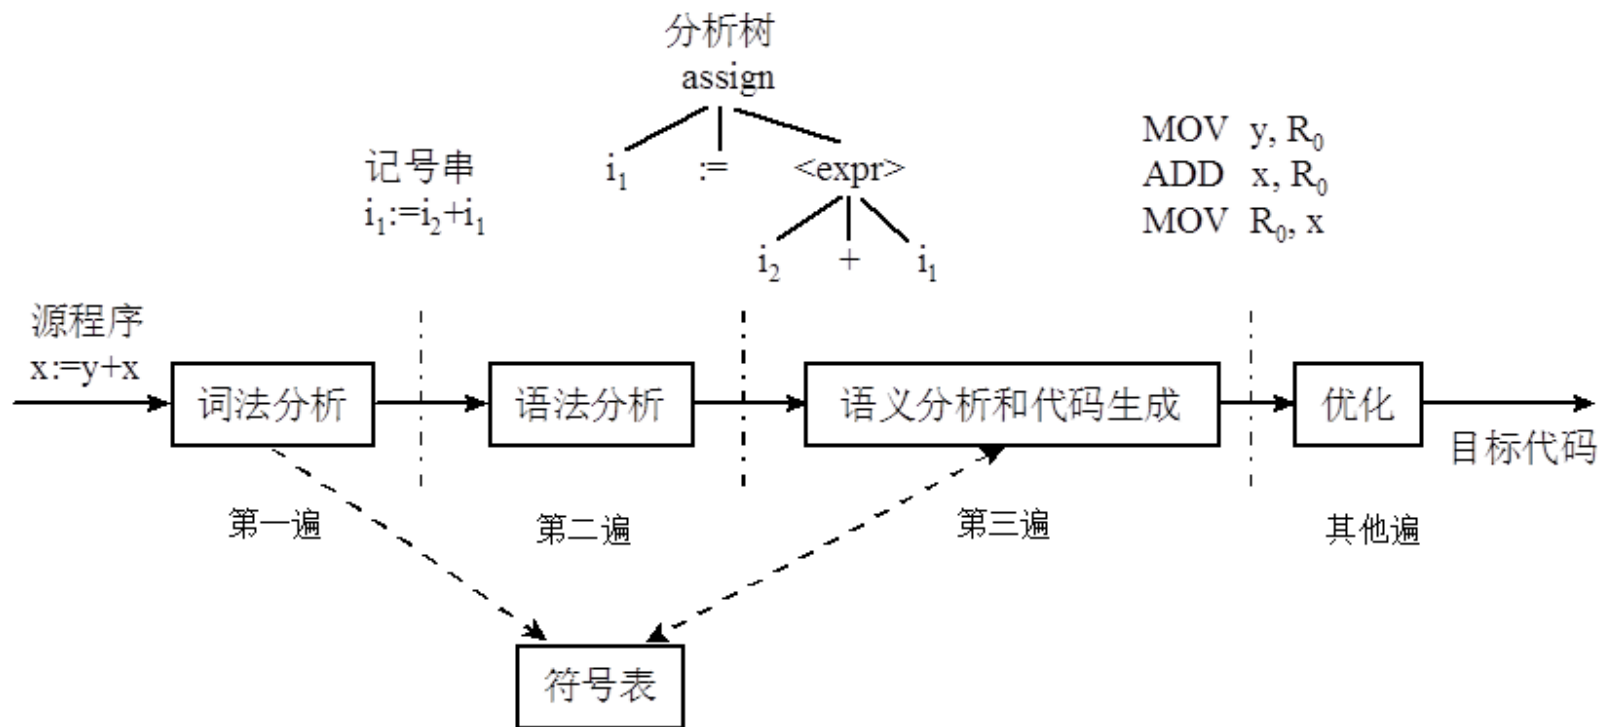 分析树
assign
i₁ := <expr>
i₂ + i₁
记号串
i₁:=i₂+i₁
MOV y, R₀
ADD x, R₀
MOV R₀, x
源程序
x:=y+x
词法分析
语法分析
语义分析和代码生成
优化
目标代码
第一遍
第二遍
第三遍
其他遍
符号表